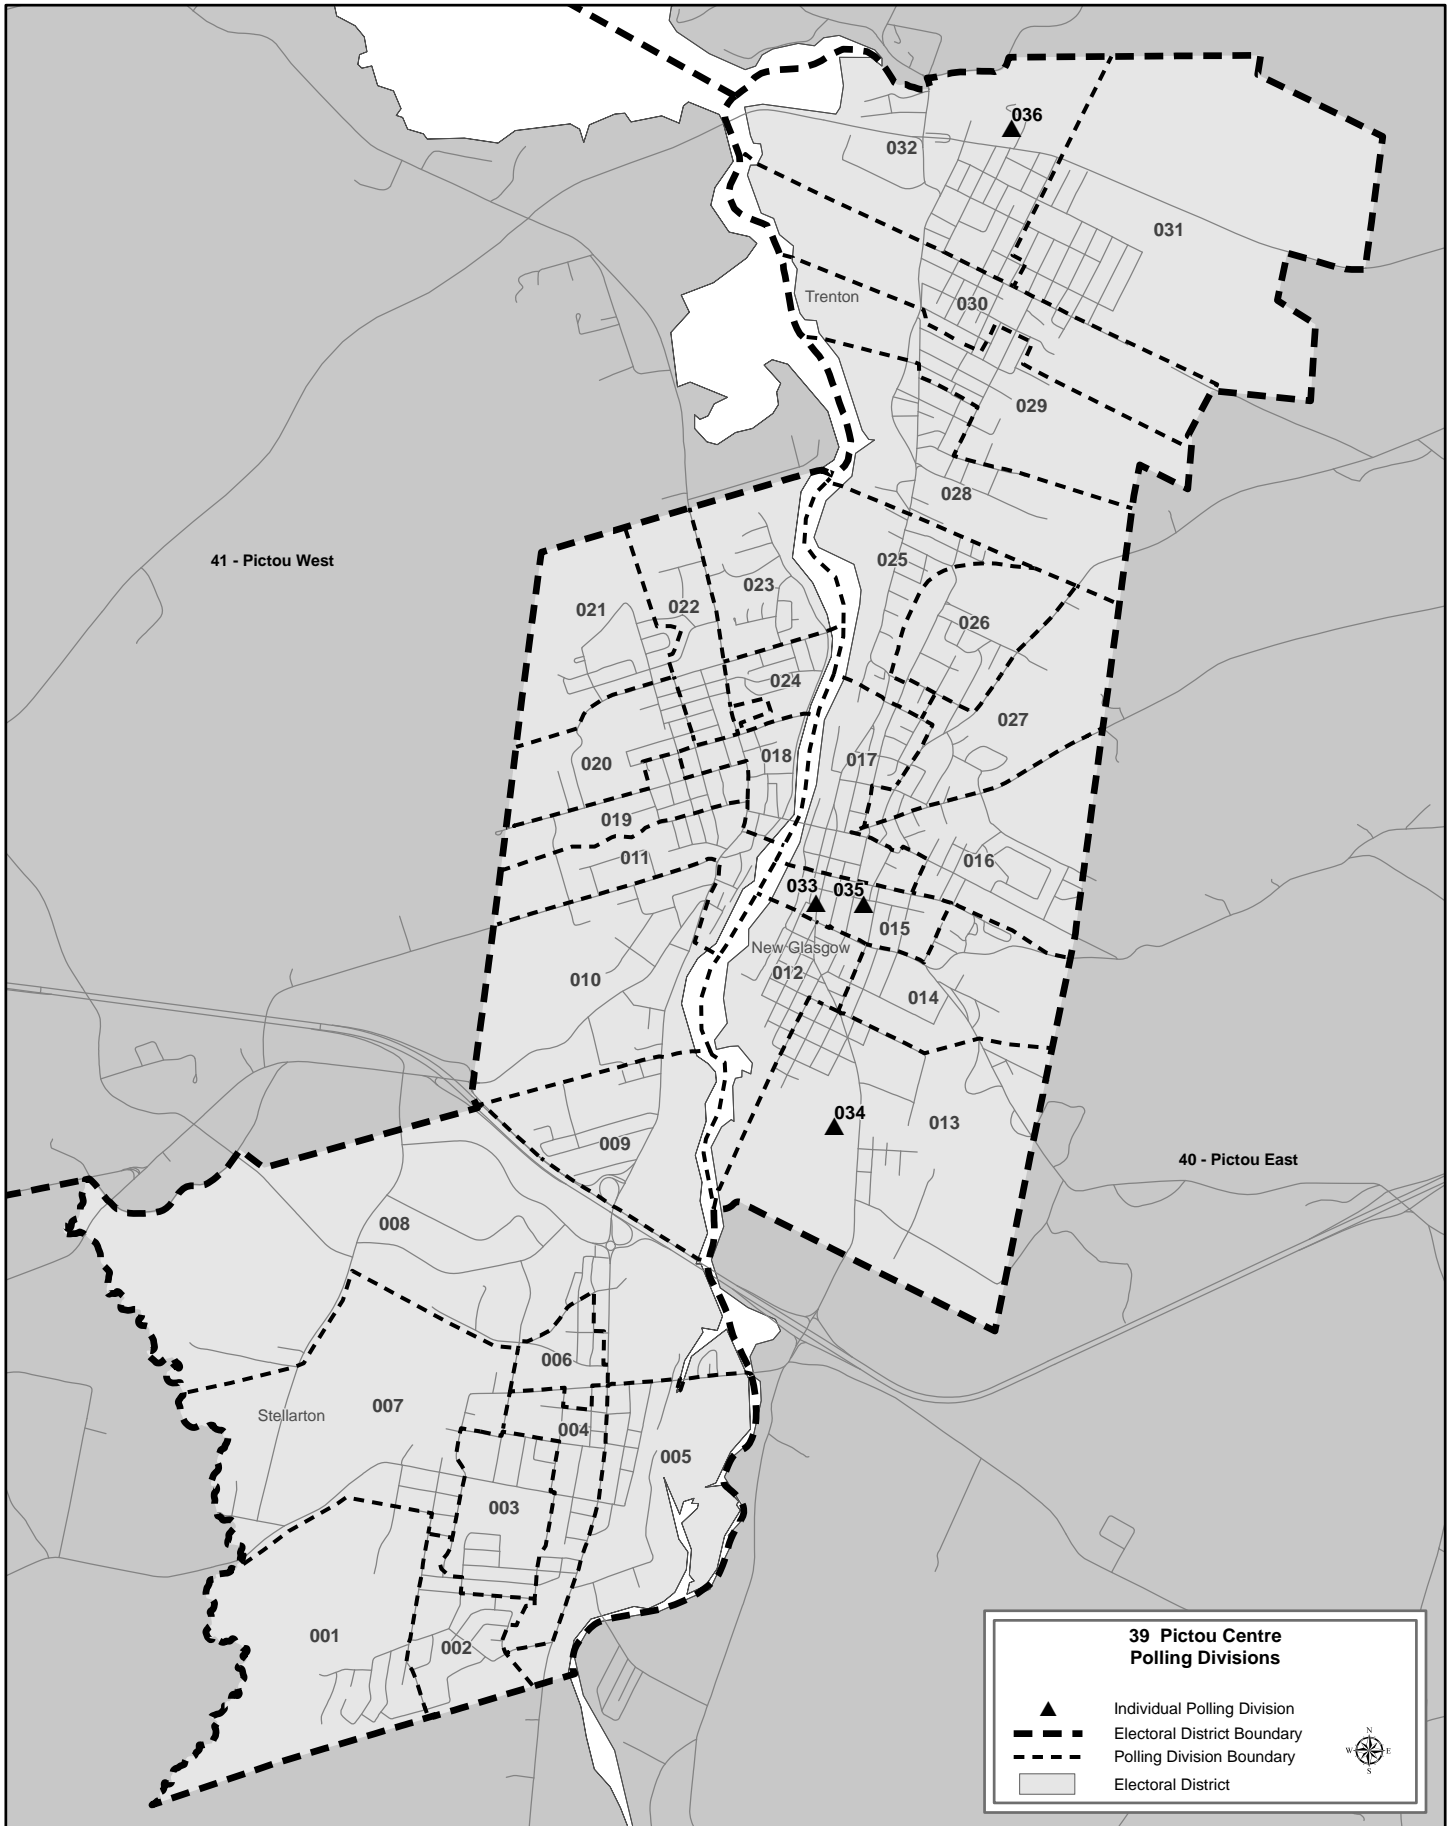 036
032
031
Trenton
030
029
028
41 - Pictou West
025
023
021
022
026
024
027
018
017
020
019
011
016
033
035
015
New Glasgow
012
010
014
034
013
009
40 - Pictou East
008
006
007
Stellarton
004
005
003
001
002
39 Pictou Centre
Polling Divisions
Individual Polling Division
Electoral District Boundary
Polling Division Boundary
Electoral District
N
W E
S